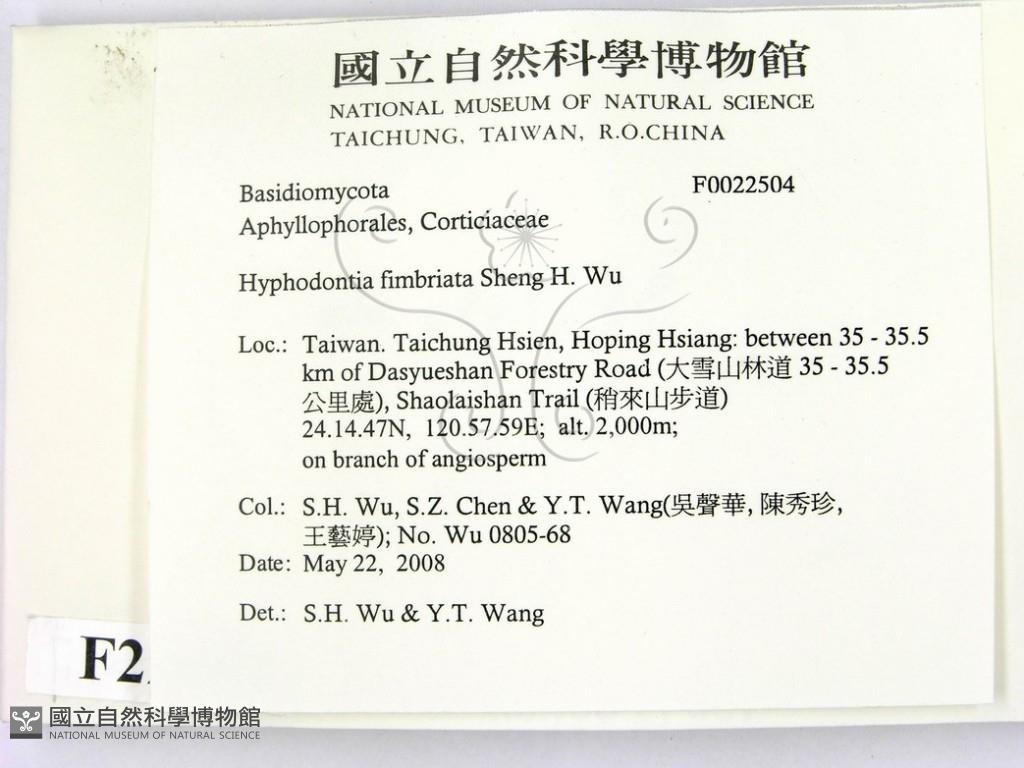 國立自然科學博物館
NATIONAL MUSEUM OF NATURAL SCIENCE
TAICHUNG, TAIWAN, R.O.CHINA
Basidiomycota F0022504
Aphyllophorales, Corticiaceae
Hyphodontia fimbriata Sheng H. Wu
Loc.: Taiwan. Taichung Hsien, Hoping Hsiang: between 35 - 35.5
km of Dasyueshan Forestry Road (大雪山林道 35 - 35.5
公里處), Shaolaishan Trail (稍來山步道)
24.14.47N, 120.57.59E; alt. 2,000m;
on branch of angiosperm
Col.: S.H. Wu, S.Z. Chen & Y.T. Wang(吳聲華, 陳秀珍,
王藝婷); No. Wu 0805-68
Date: May 22, 2008
Det.: S.H. Wu & Y.T. Wang
F2
國立自然科學博物館
NATIONAL MUSEUM OF NATURAL SCIENCE